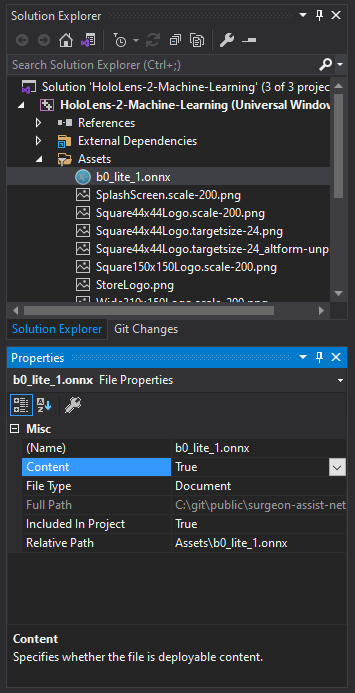 Solution Explorer
Search Solution Explorer (Ctrl+;)
Solution 'HoloLens-2-Machine-Learning' (3 of 3 projec
HoloLens-2-Machine-Learning (Universal Window
References
External Dependencies
Assets
b0_lite_1.onnx
SplashScreen.scale-200.png
Square44x44Logo.scale-200.png
Square44x44Logo.targetsize-24.png
Square44x44Logo.targetsize-24_altform-unp
Square150x150Logo.scale-200.png
StoreLogo.png
Wide310x150Logo.scale-200.png
Solution Explorer Git Changes
Properties
b0_lite_1.onnx File Properties
Misc
(Name) b0_lite_1.onnx
Content True
File Type Document
Full Path C:\git\public\surgeon-assist-net
Included In Project True
Relative Path Assets\b0_lite_1.onnx
Content
Specifies whether the file is deployable content.